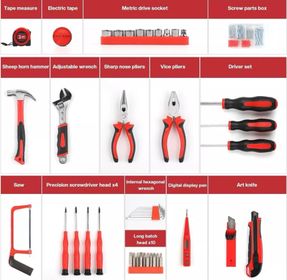 Tape measure
Electric tape
Metric drive socket
Screw parts box
Sheep horn hammer
Adjustable wrench
Sharp nose pliers
Vice pliers
Driver set
Saw
Precision screwdriver head x4
Internal hexagonal
wrench
Digital display pen
Art knife
Long batch
head x10